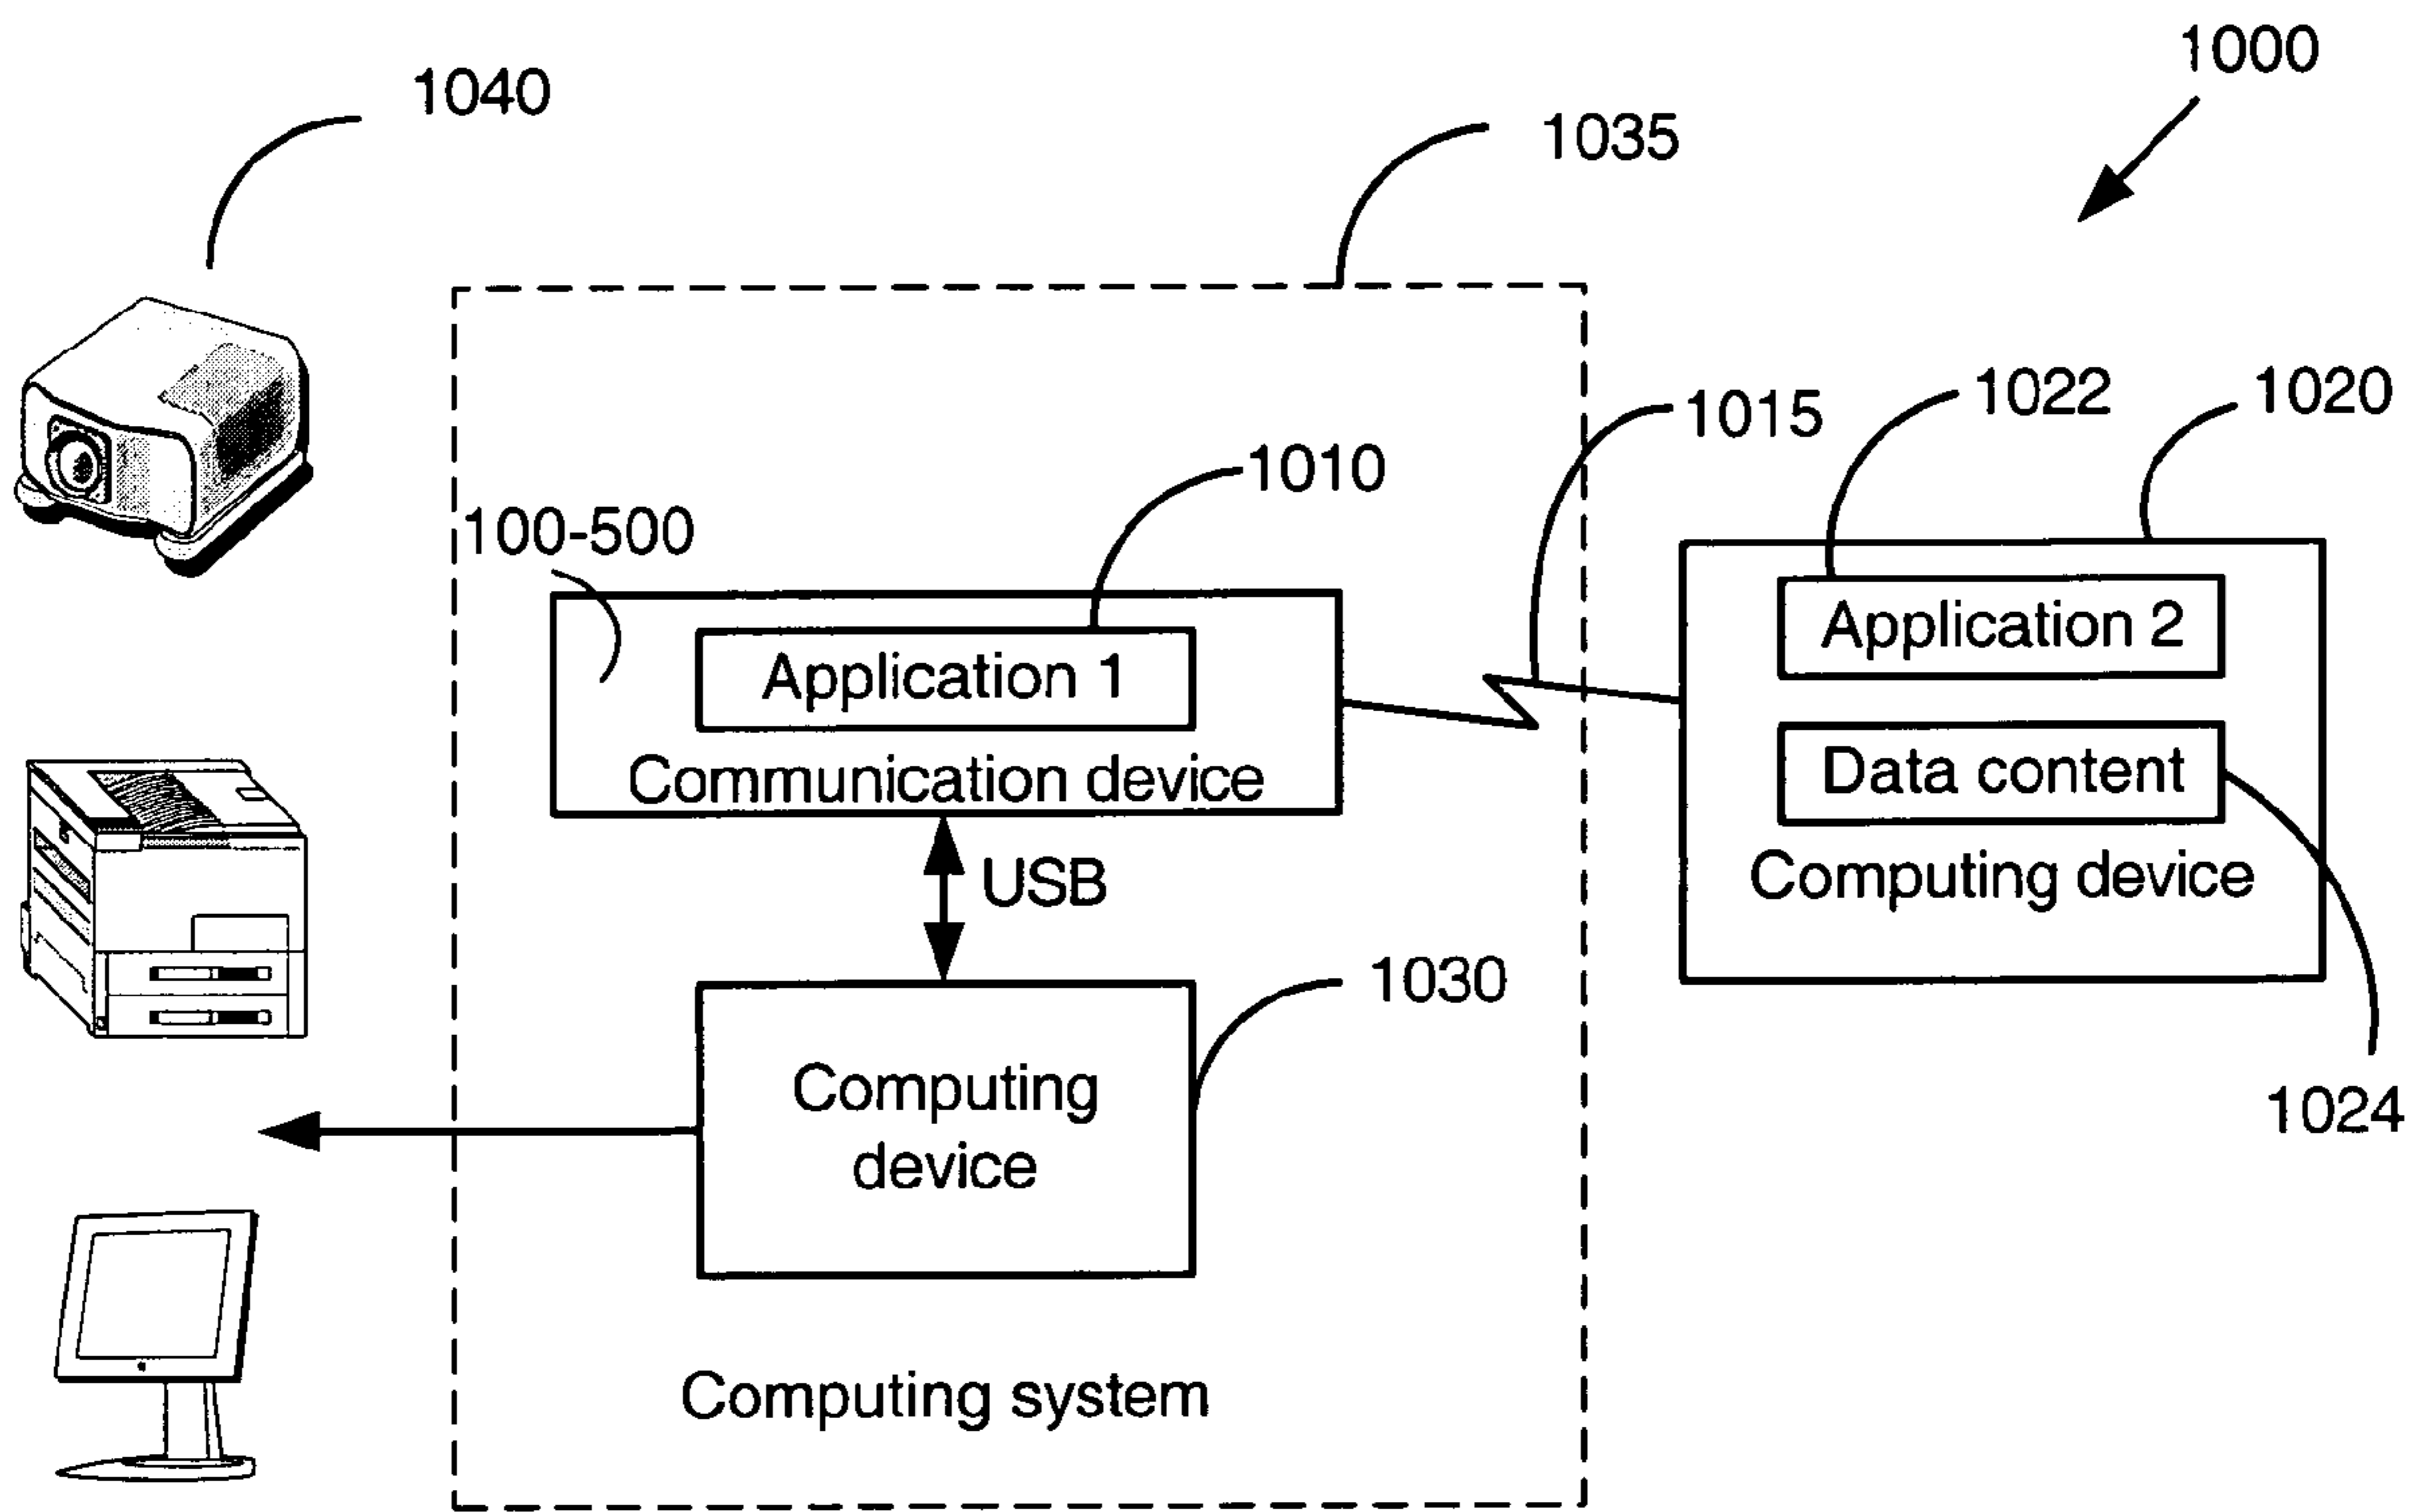 1000
1040
1035
1022
1020
1015
1010
100-500
Application 2
Application 1
Data content
Communication device
Computing device
USB
1030
Computing
device
1024
Computing system